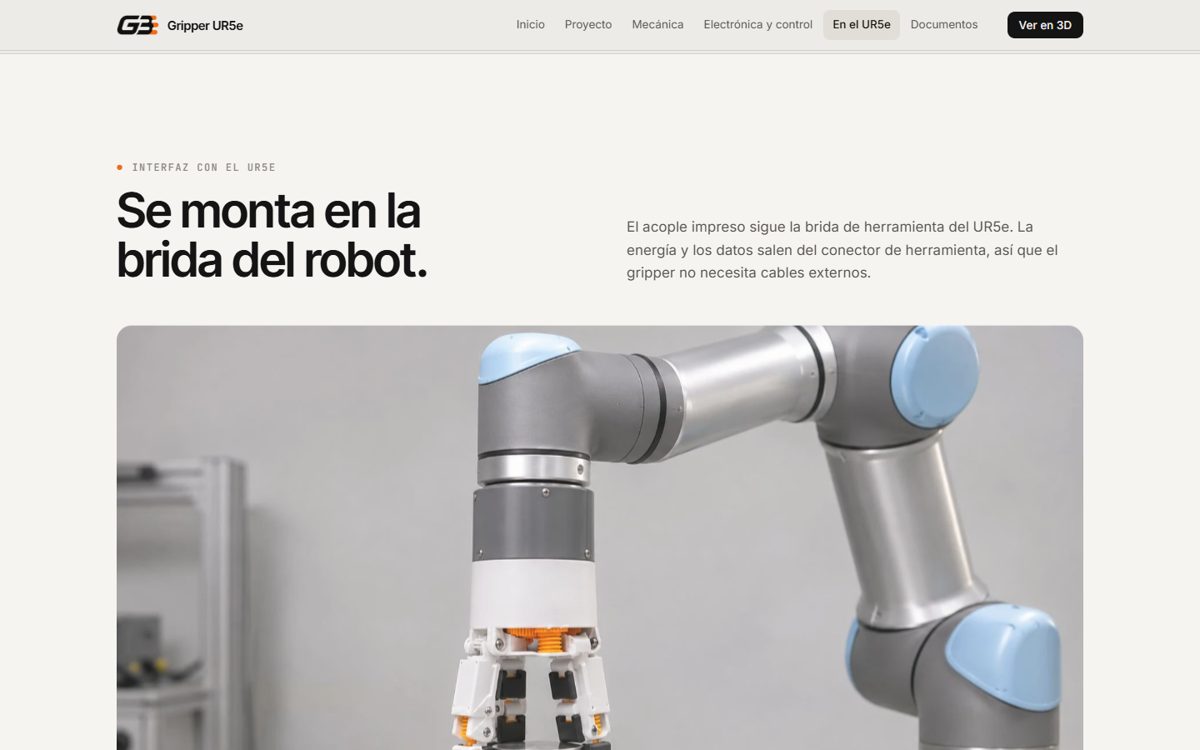 G3 Gripper UR5e
Inicio Proyecto Mecánica Electrónica y control En el UR5e Documentos Ver en 3D
INTERFAZ CON EL UR5E
Se monta en la
brida del robot.
El acople impreso sigue la brida de herramienta del UR5e. La
energía y los datos salen del conector de herramienta, así que el
gripper no necesita cables externos.